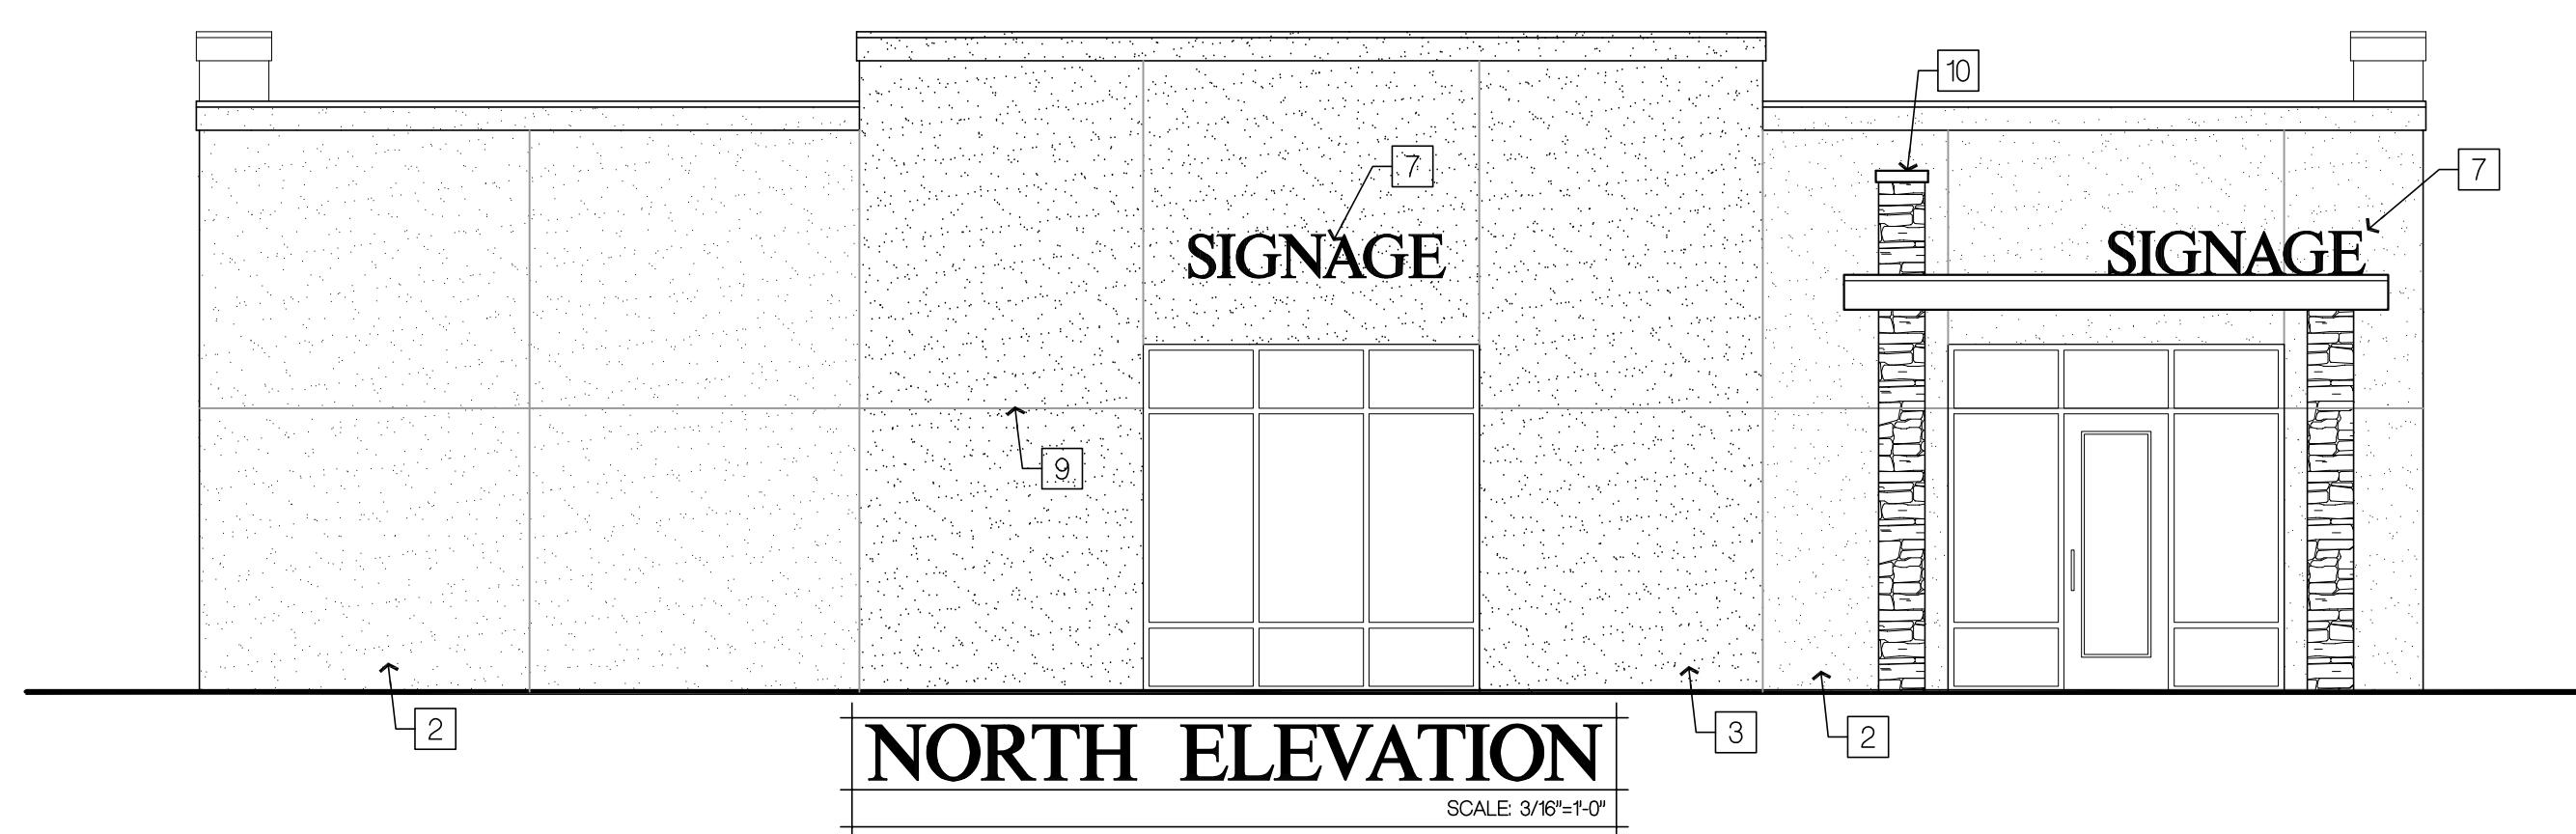 10
7
7
SIGNAGE
SIGNAGE
9
2
3
2
NORTH ELEVATION
SCALE: 3/16"=1'-0"